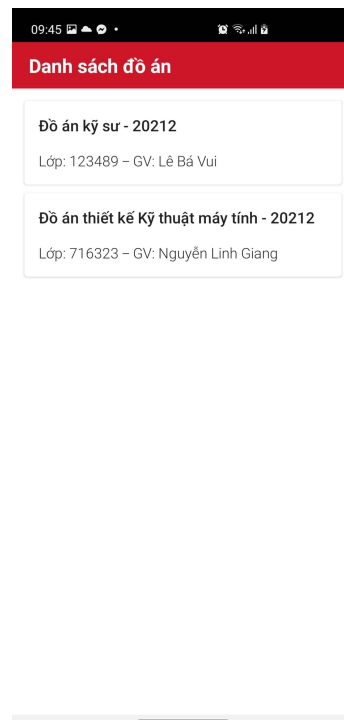 09:45
Danh sách đồ án
Đồ án kỹ sư - 20212
Lớp: 123489 – GV: Lê Bá Vui
Đồ án thiết kế Kỹ thuật máy tính - 20212
Lớp: 716323 – GV: Nguyễn Linh Giang